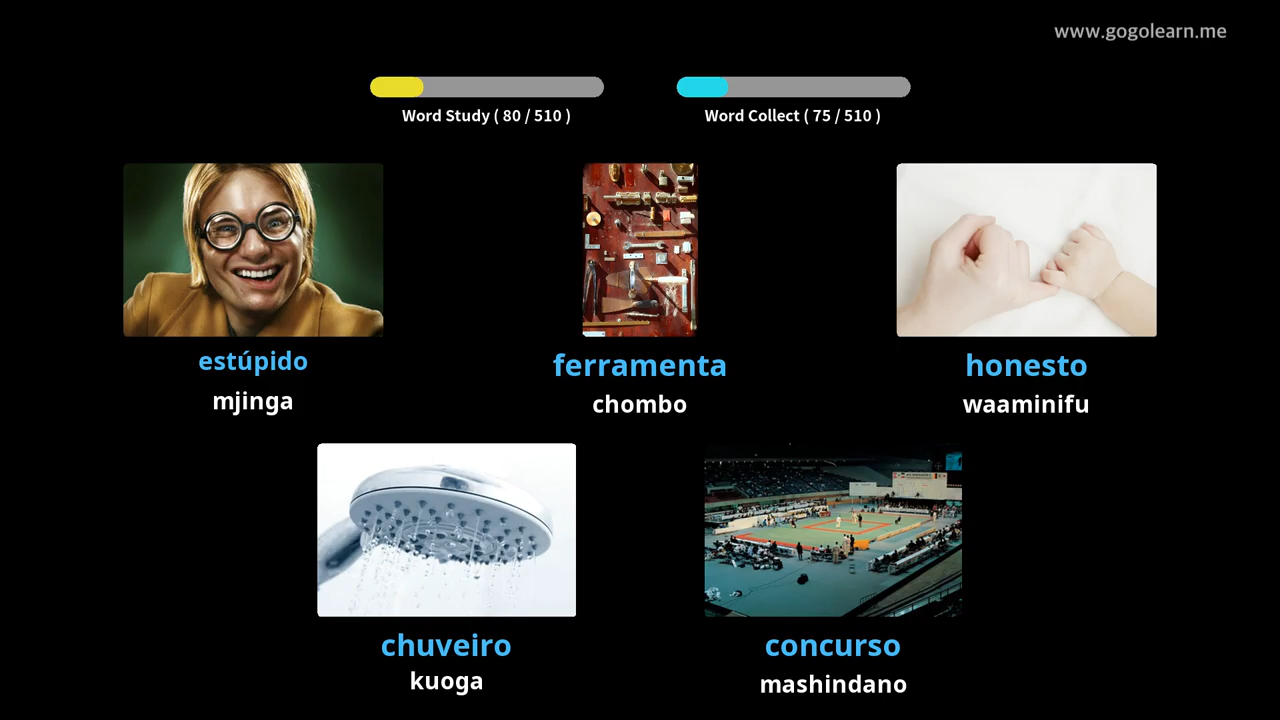 www.gogolearn.me
Word Study ( 80 / 510 )
Word Collect ( 75 / 510 )
estúpido
mjinga
ferramenta
chombo
honesto
waaminifu
chuveiro
kuoga
concurso
mashindano